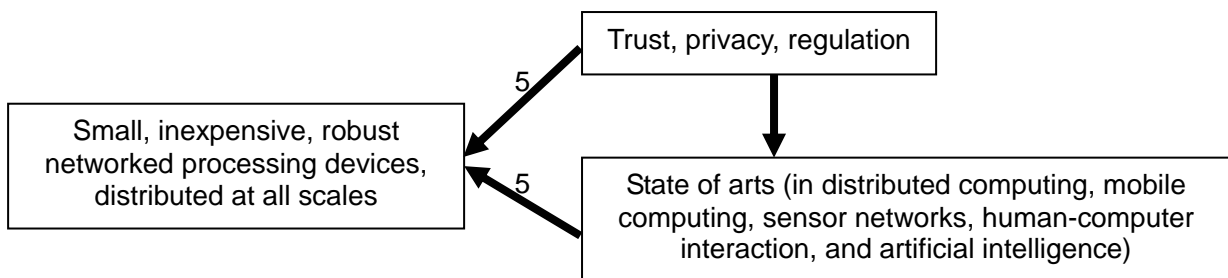 Trust, privacy, regulation
5
Small, inexpensive, robust
networked processing devices,
distributed at all scales
5
State of arts (in distributed computing, mobile
computing, sensor networks, human-computer
interaction, and artificial intelligence)